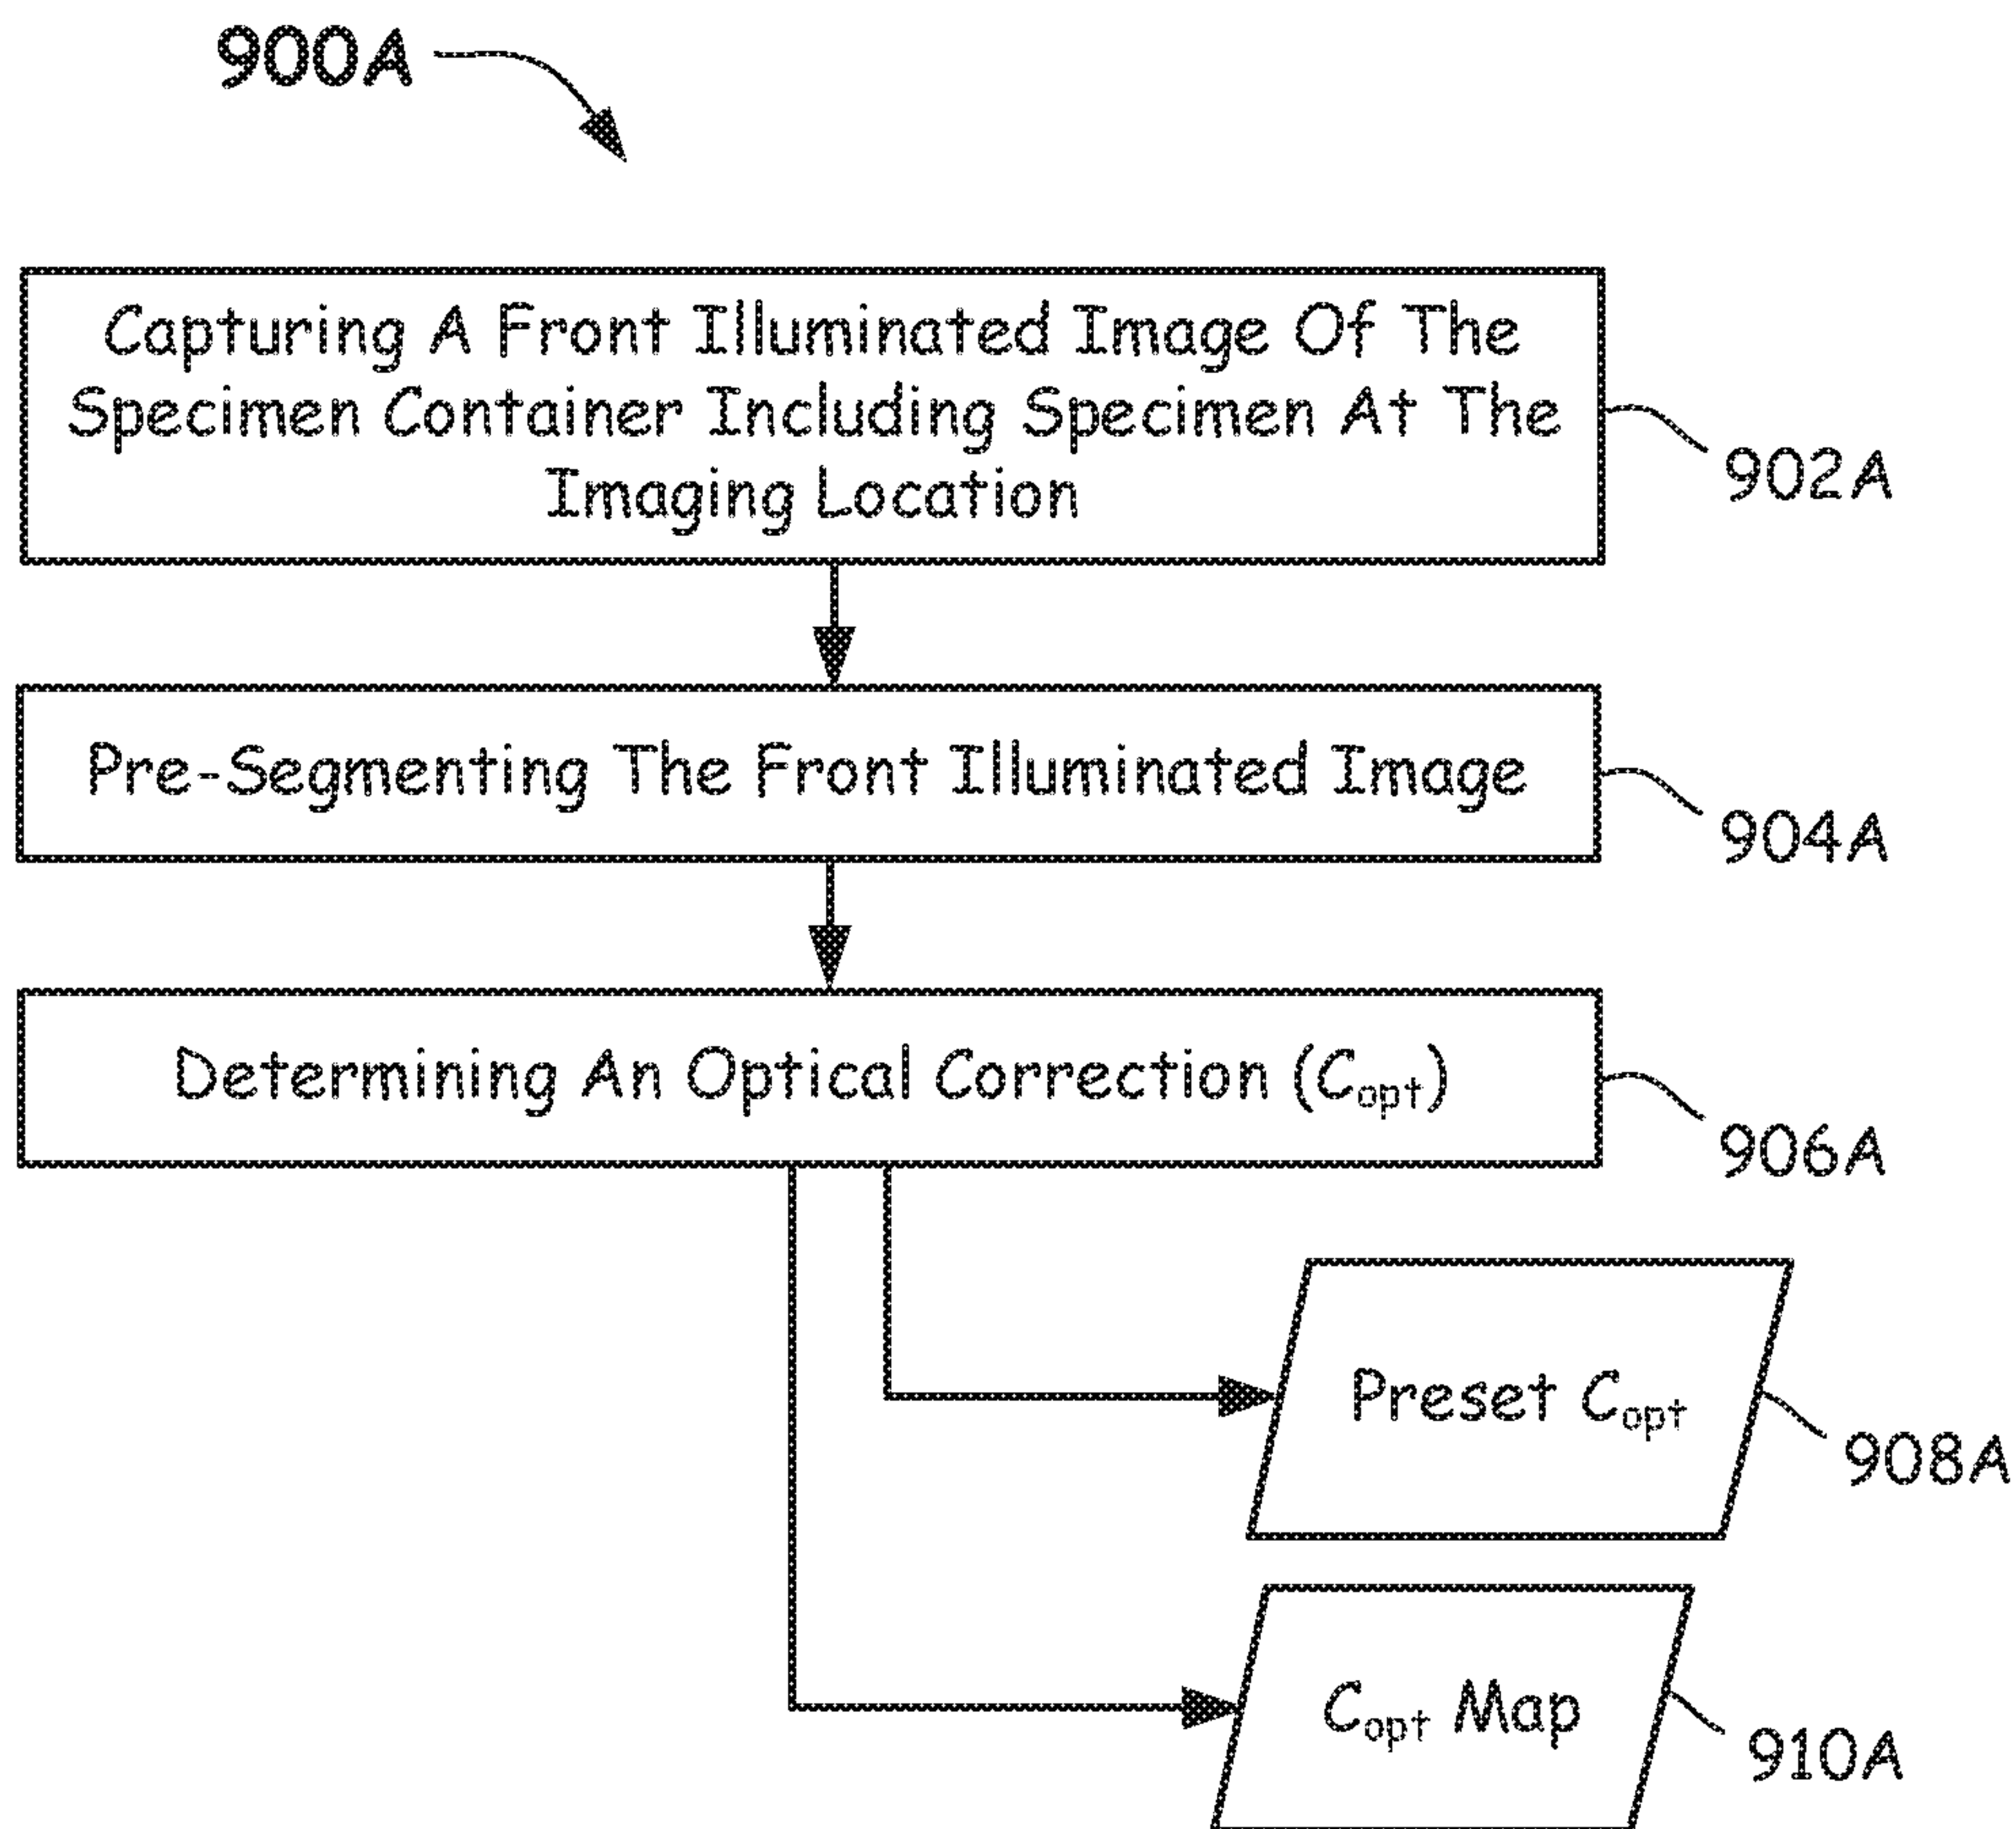 900A
Capturing A Front Illuminated Image Of The
Specimen Container Including Specimen At The
Imaging Location
902A
Pre-Segmenting The Front Illuminated Image
904A
Determining An Optical Correction (Copt)
906A
Preset Copt
908A
Copt Map
910A